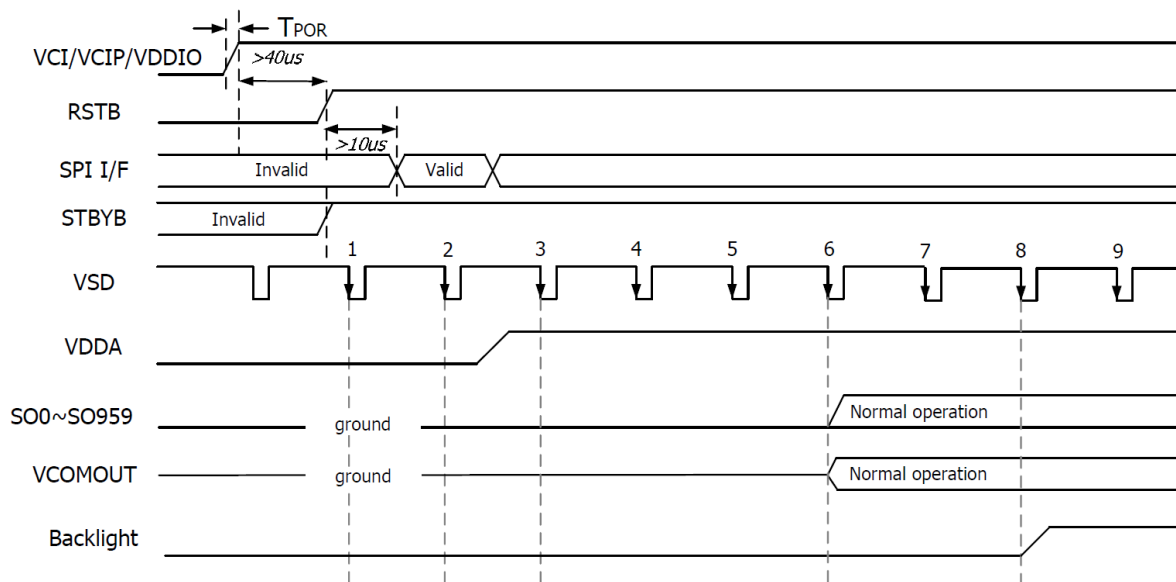 TPOR
VCI/VCIP/VDDIO
>40us
RSTB
>10us
SPI I/F
Invalid
Valid
STBYB
Invalid
1 2 3 4 5 6 7 8 9
VSD
VDDA
SO0~SO959
ground
Normal operation
VCOMOUT
ground
Normal operation
Backlight